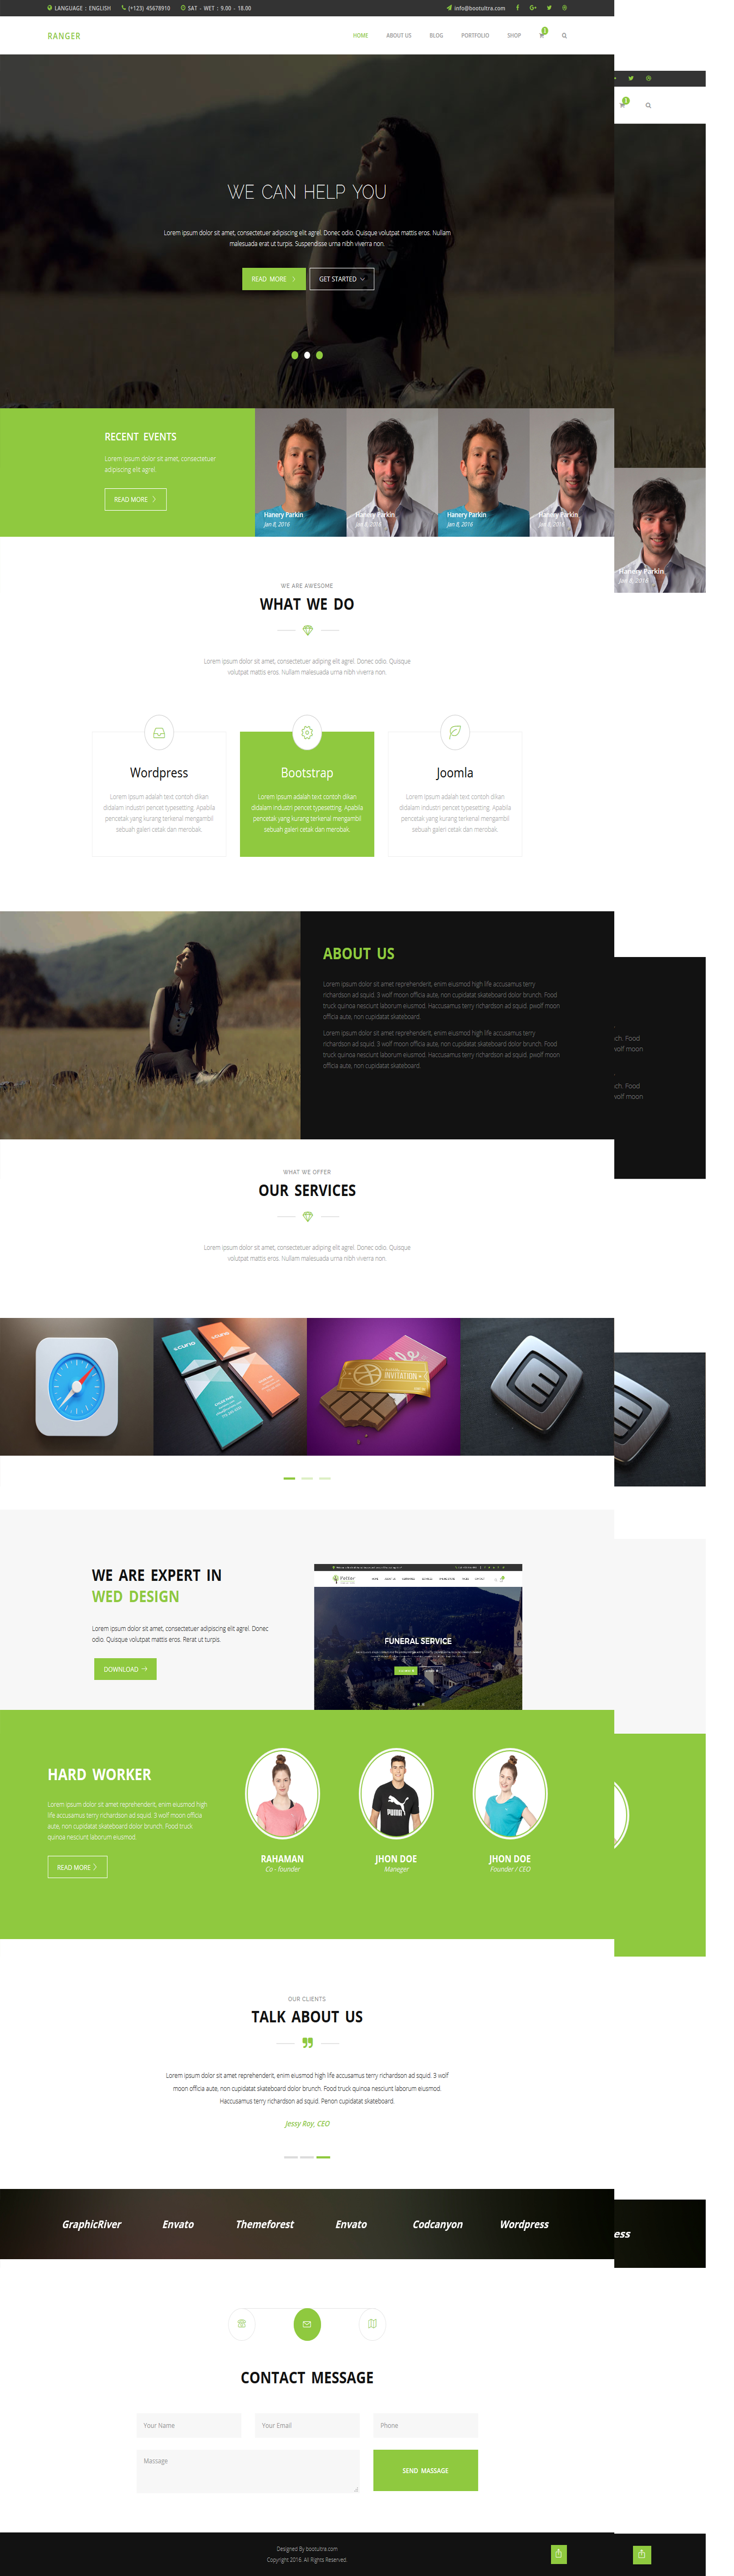 LANGUAGE : ENGLISH (+123) 45678910 SAT - WET : 9.00 - 18.00 info@bootultra.com
RANGER HOME ABOUT US BLOG PORTFOLIO SHOP
WE CAN HELP YOU
Lorem ipsum dolor sit amet, consectetuer adipiscing elit agrel. Donec odio. Quisque volutpat mattis eros. Nullam
malesuada erat ut turpis. Suspendisse urna nibh viverra non.
READ MORE GET STARTED
RECENT EVENTS
Lorem ipsum dolor sit amet, consectetuer
adipiscing elit agrel
READ MORE
Hanery Parkin Hanery Parkin Hanery Parkin Hanery Parkin
Jan 8, 2016 Jan 8, 2016 Jan 8, 2016 Jan 8, 2016
Hanery Parkin
Jan 8, 2016
WE ARE AWESOME
WHAT WE DO
Lorem ipsum dolor sit amet, consectetuer adiping elit agrel. Donec odio. Quisque
volutpat mattis eros. Nullam malesuada urna nibh viverra non.
Wordpress
Lorem Ipsum adalah text contoh dikan
didalam industri pencet typesetting. Apabila
pencetak yang kurang terkenal mengambil
sebuah galeri cetak dan merobak.
Bootstrap
Lorem Ipsum adalah text contoh dikan
didalam industri pencet typesetting. Apabila
pencetak yang kurang terkenal mengambil
sebuah galeri cetak dan merobak.
Joomla
Lorem Ipsum adalah text contoh dikan
didalam industri pencet typesetting. Apabila
pencetak yang kurang terkenal mengambil
sebuah galeri cetak dan merobak.
ABOUT US
Lorem ipsum dolor sit amet reprehenderit, enim eiusmod high life accusamus terry
richardson ad squid. 3 wolf moon officia aute, non cupidatat skateboard dolor brunch. Food
truck quinoa nesciunt laborum eiusmod. Haccusamus terry richardson ad squid. pwolf moon
officia aute, non cupidatat skateboard.
Lorem ipsum dolor sit amet reprehenderit, enim eiusmod high life accusamus terry
richardson ad squid. 3 wolf moon officia aute, non cupidatat skateboard dolor brunch. Food
truck quinoa nesciunt laborum eiusmod. Haccusamus terry richardson ad squid. pwolf moon
officia aute, non cupidatat skateboard.
nch. Food
wolf moon
nch. Food
wolf moon
WHAT WE OFFER
OUR SERVICES
Lorem ipsum dolor sit amet, consectetuer adiping elit agrel. Donec odio. Quisque
volutpat mattis eros. Nullam malesuada urna nibh viverra non.
INVITATION
WE ARE EXPERT IN
WED DESIGN
Lorem ipsum dolor sit amet, consectetuer adipiscing elit agrel. Donec
odio. Quisque volutpat mattis eros. Rerat ut turpis.
DOWNLOAD
FUNERAL SERVICE
HARD WORKER
Lorem ipsum dolor sit amet reprehenderit, enim eiusmod high
life accusamus terry richardson ad squid. 3 wolf moon officia
aute, non cupidatat skateboard dolor brunch. Food truck
quinoa nesciunt laborum eiusmod
READ MORE
PUMA
RAHAMAN JHON DOE JHON DOE
Co - founder Maneger Founder / CEO
OUR CLIENTS
TALK ABOUT US
Lorem ipsum dolor sit amet reprehenderit, enim eiusmod high life accusamus terry richardson ad squid. 3 wolf
moon officia aute, non cupidatat skateboard dolor brunch. Food truck quinoa nesciunt laborum eiusmod.
Haccusamus terry richardson ad squid. Penon cupidatat skateboard.
Jessy Roy, CEO
GraphicRiver Envato Themeforest Envato Codcanyon Wordpress
ess
CONTACT MESSAGE
Your Name Your Email Phone
Massage
SEND MASSAGE
Designed By bootultra.com
Copyright 2016. All Rights Reserved.